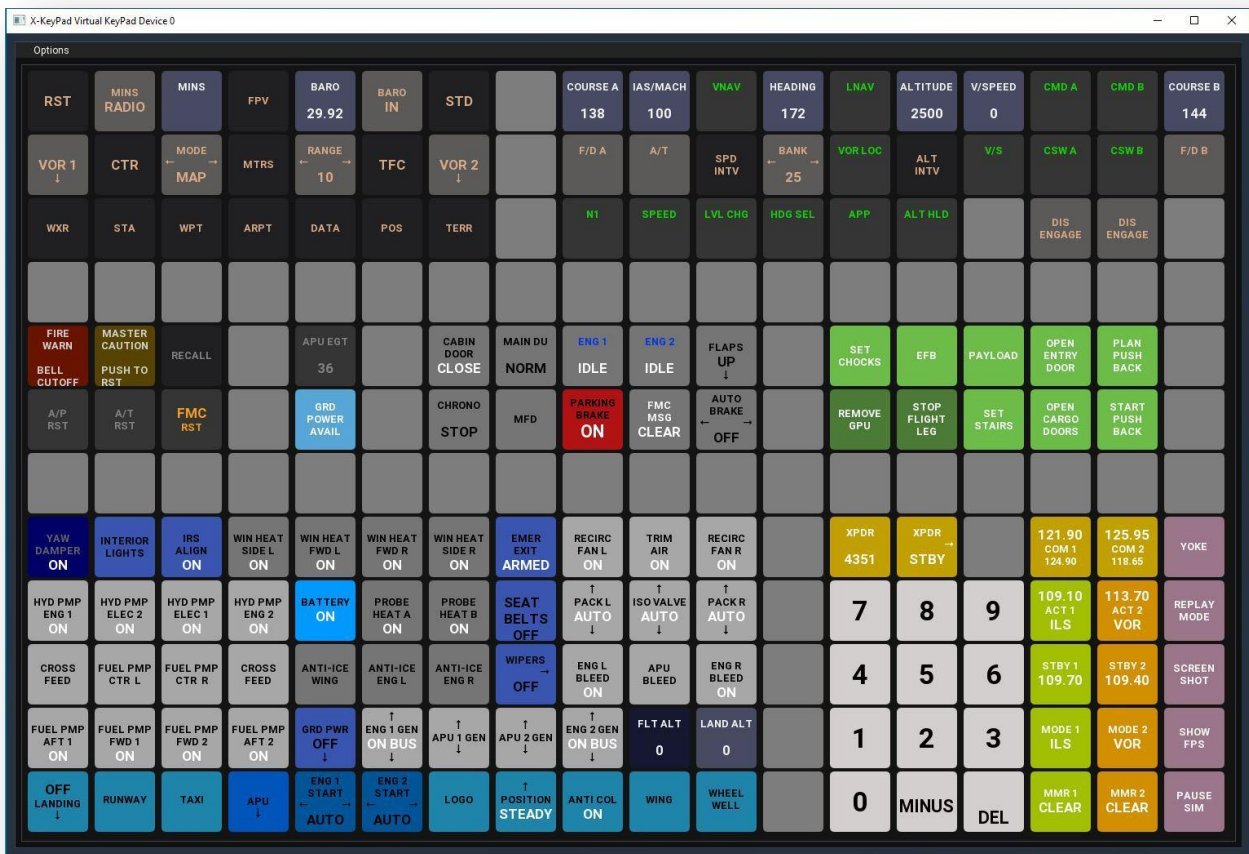 X-KeyPad Virtual KeyPad Device 0
Options
RST
MINS
RADIO
MINS
FPV
BARO
29.92
BARO
IN
STD
COURSE A
138
IAS/MACH
100
VNAV
HEADING
172
LNAV
ALTITUDE
2500
V/SPEED
0
CMD A
CMD B
COURSE B
144
VOR 1
↓
CTR
MODE
← →
MAP
MTRS
RANGE
← →
10
TFC
VOR 2
↓
F/D A
A/T
SPD
INTV
BANK
← →
25
VOR LOC
ALT
INTV
V/S
CSW A
CSW B
F/D B
WXR
STA
WPT
ARPT
DATA
POS
TERR
N1
SPEED
LVL CHG
HDG SEL
APP
ALT HLD
DIS
ENGAGE
DIS
ENGAGE
FIRE
WARN
BELL
CUTOFF
MASTER
CAUTION
PUSH TO
RST
RECALL
APU EGT
36
CABIN
DOOR
CLOSE
MAIN DU
NORM
ENG 1
IDLE
ENG 2
IDLE
FLAPS
UP
↓
SET
CHOCKS
EFB
PAYLOAD
OPEN
ENTRY
DOOR
PLAN
PUSH
BACK
A/P
RST
A/T
RST
FMC
RST
GRD
POWER
AVAIL
CHRONO
STOP
MFD
PARKING
BRAKE
ON
FMC
MSG
CLEAR
AUTO
BRAKE
← →
OFF
REMOVE
GPU
STOP
FLIGHT
LEG
SET
STAIRS
OPEN
CARGO
DOORS
START
PUSH
BACK
YAW
DAMPER
ON
INTERIOR
LIGHTS
IRS
ALIGN
ON
WIN HEAT
SIDE L
ON
WIN HEAT
FWD L
ON
WIN HEAT
FWD R
ON
WIN HEAT
SIDE R
ON
EMER
EXIT
ARMED
RECIRC
FAN L
ON
TRIM
AIR
ON
RECIRC
FAN R
ON
XPDR
4351
XPDR
→
STBY
121.90
COM 1
124.90
125.95
COM 2
118.65
YOKE
HYD PMP
ENG 1
ON
HYD PMP
ELEC 2
ON
HYD PMP
ELEC 1
ON
HYD PMP
ENG 2
ON
BATTERY
ON
PROBE
HEAT A
ON
PROBE
HEAT B
ON
SEAT
BELTS
OFF
↑
PACK L
AUTO
↓
↑
ISO VALVE
AUTO
↓
↑
PACK R
AUTO
↓
7
8
9
109.10
ACT 1
ILS
113.70
ACT 2
VOR
REPLAY
MODE
CROSS
FEED
FUEL PMP
CTR L
FUEL PMP
CTR R
CROSS
FEED
ANTI-ICE
WING
ANTI-ICE
ENG L
ANTI-ICE
ENG R
WIPERS
→
OFF
ENG L
BLEED
ON
APU
BLEED
ENG R
BLEED
ON
4
5
6
STBY 1
109.70
STBY 2
109.40
SCREEN
SHOT
FUEL PMP
AFT 1
ON
FUEL PMP
FWD 1
ON
FUEL PMP
FWD 2
ON
FUEL PMP
AFT 2
ON
GRD PWR
OFF
↓
↑
ENG 1 GEN
ON BUS
↓
↑
APU 1 GEN
↓
↑
APU 2 GEN
↓
↑
ENG 2 GEN
ON BUS
↓
FLT ALT
0
LAND ALT
0
1
2
3
MODE 1
ILS
MODE 2
VOR
SHOW
FPS
OFF
LANDING
↓
RUNWAY
TAXI
APU
↓
ENG 1
START
← →
AUTO
ENG 2
START
← →
AUTO
LOGO
↑
POSITION
STEADY
ANTI COL
ON
WING
WHEEL
WELL
0
MINUS
DEL
MMR 1
CLEAR
MMR 2
CLEAR
PAUSE
SIM